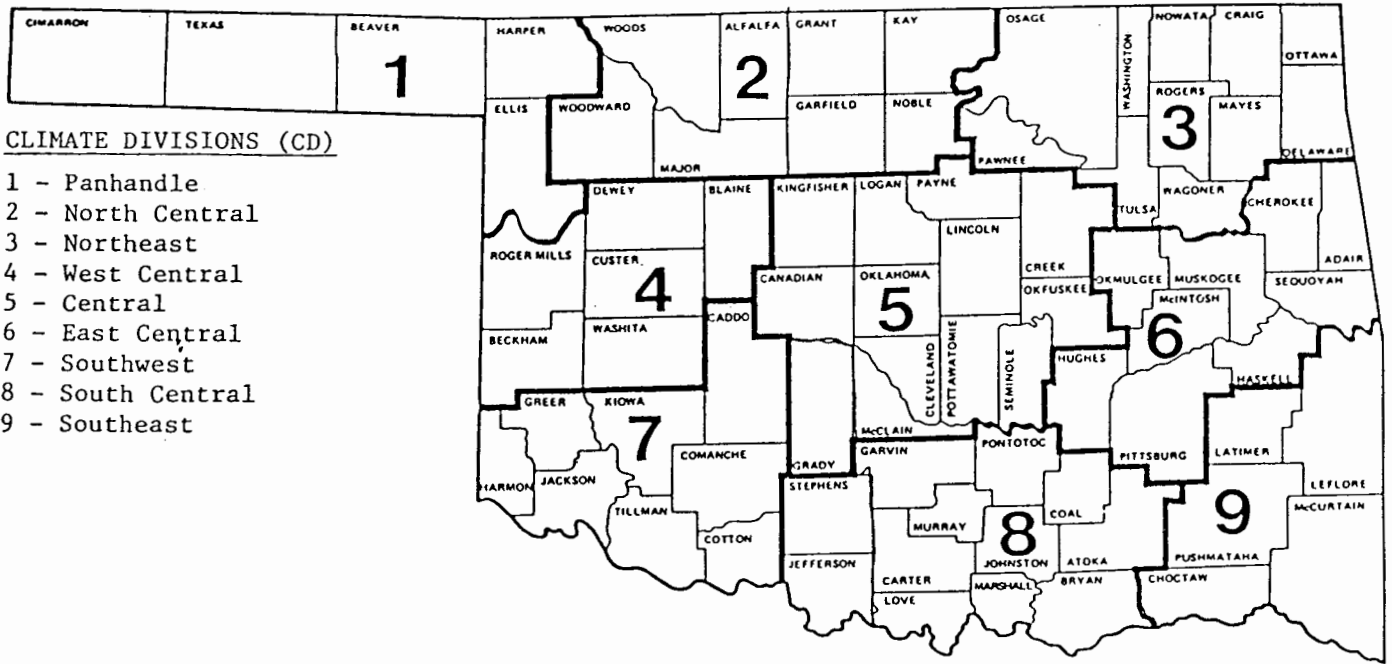 CIMARRON
TEXAS
BEAVER
HARPER
WOODS
ALFALFA
GRANT
KAY
OSAGE
WASHINGTON
NOWATA
CRAIG
OTTAWA
1
2
3
ELLIS
WOODWARD
MAJOR
GARFIELD
NOBLE
PAWNEE
ROGERS
MAYES
DELAWARE
CLIMATE DIVISIONS (CD)
1 - Panhandle
2 - North Central
3 - Northeast
4 - West Central
5 - Central
6 - East Central
7 - Southwest
8 - South Central
9 - Southeast
DEWEY
BLAINE
KINGFISHER
LOGAN
PAYNE
TULSA
WAGONER
CHEROKEE
LINCOLN
ROGER MILLS
CUSTER
4
CANADIAN
OKLAHOMA
5
CREEK
OKMULGEE
MUSKOGEE
SEQUOYAH
ADAIR
OKFUSKEE
McINTOSH
6
BECKHAM
WASHITA
CADDO
CLEVELAND
POTTAWATOMIE
SEMINOLE
HUGHES
HASKELL
GREER
KIOWA
7
McCLAIN
GARVIN
PONTOTOC
PITTSBURG
LATIMER
LEFLORE
HARMON
JACKSON
COMANCHE
GRADY
STEPHENS
TILLMAN
COTTON
MURRAY
8
COAL
9
McCURTAIN
JEFFERSON
CARTER
JOHNSTON
ATOKA
PUSHMATAHA
LOVE
MARSHALL
BRYAN
CHOCTAW